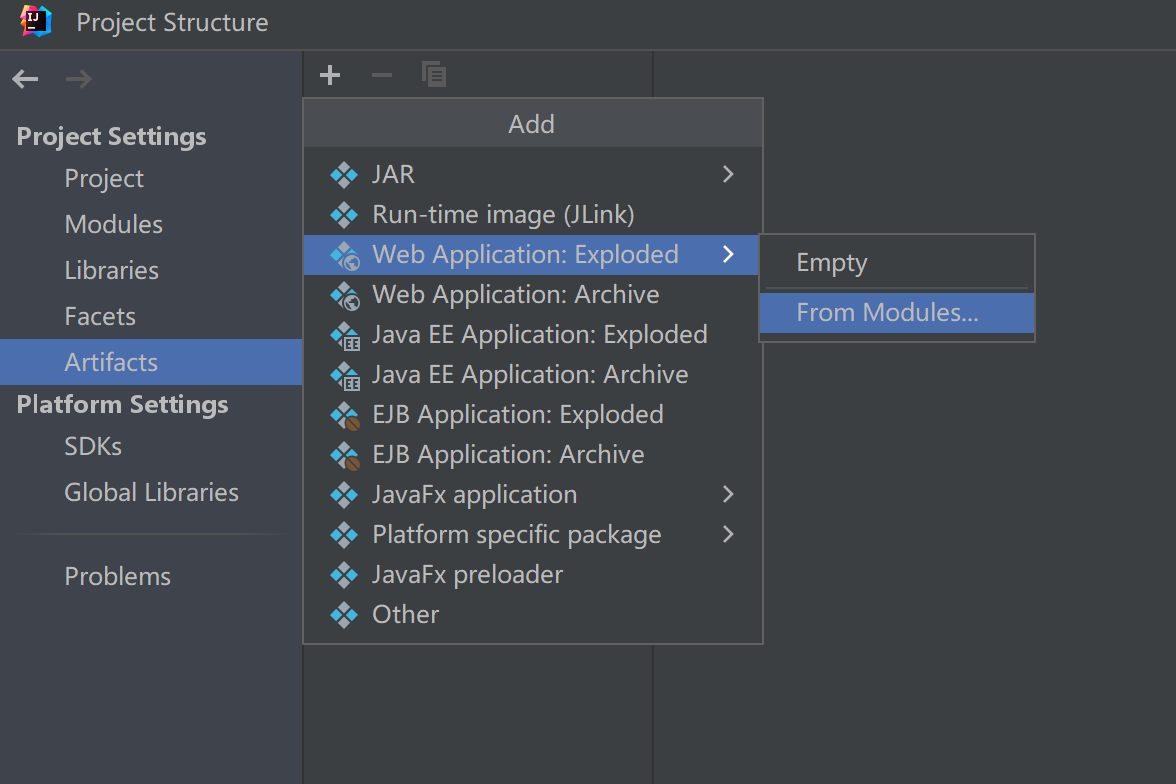 IJ
Project Structure
Project Settings
Project
Modules
Libraries
Facets
Artifacts
Platform Settings
SDKs
Global Libraries
Problems
Add
JAR
Run-time image (JLink)
Web Application: Exploded
Web Application: Archive
Java EE Application: Exploded
Java EE Application: Archive
EJB Application: Exploded
EJB Application: Archive
JavaFx application
Platform specific package
JavaFx preloader
Other
Empty
From Modules...